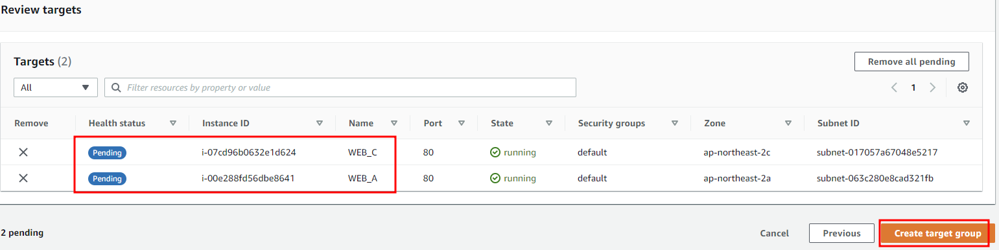 Review targets
Targets (2)
Remove all pending
All
Filter resources by property or value
1
Remove Health status Instance ID Name Port State Security groups Zone Subnet ID
Pending i-07cd96b0632e1d624 WEB_C 80 running default ap-northeast-2c subnet-017057a67048e5217
Pending i-00e288fd56dbe8641 WEB_A 80 running default ap-northeast-2a subnet-063c280e8cad321fb
2 pending
Cancel Previous Create target group